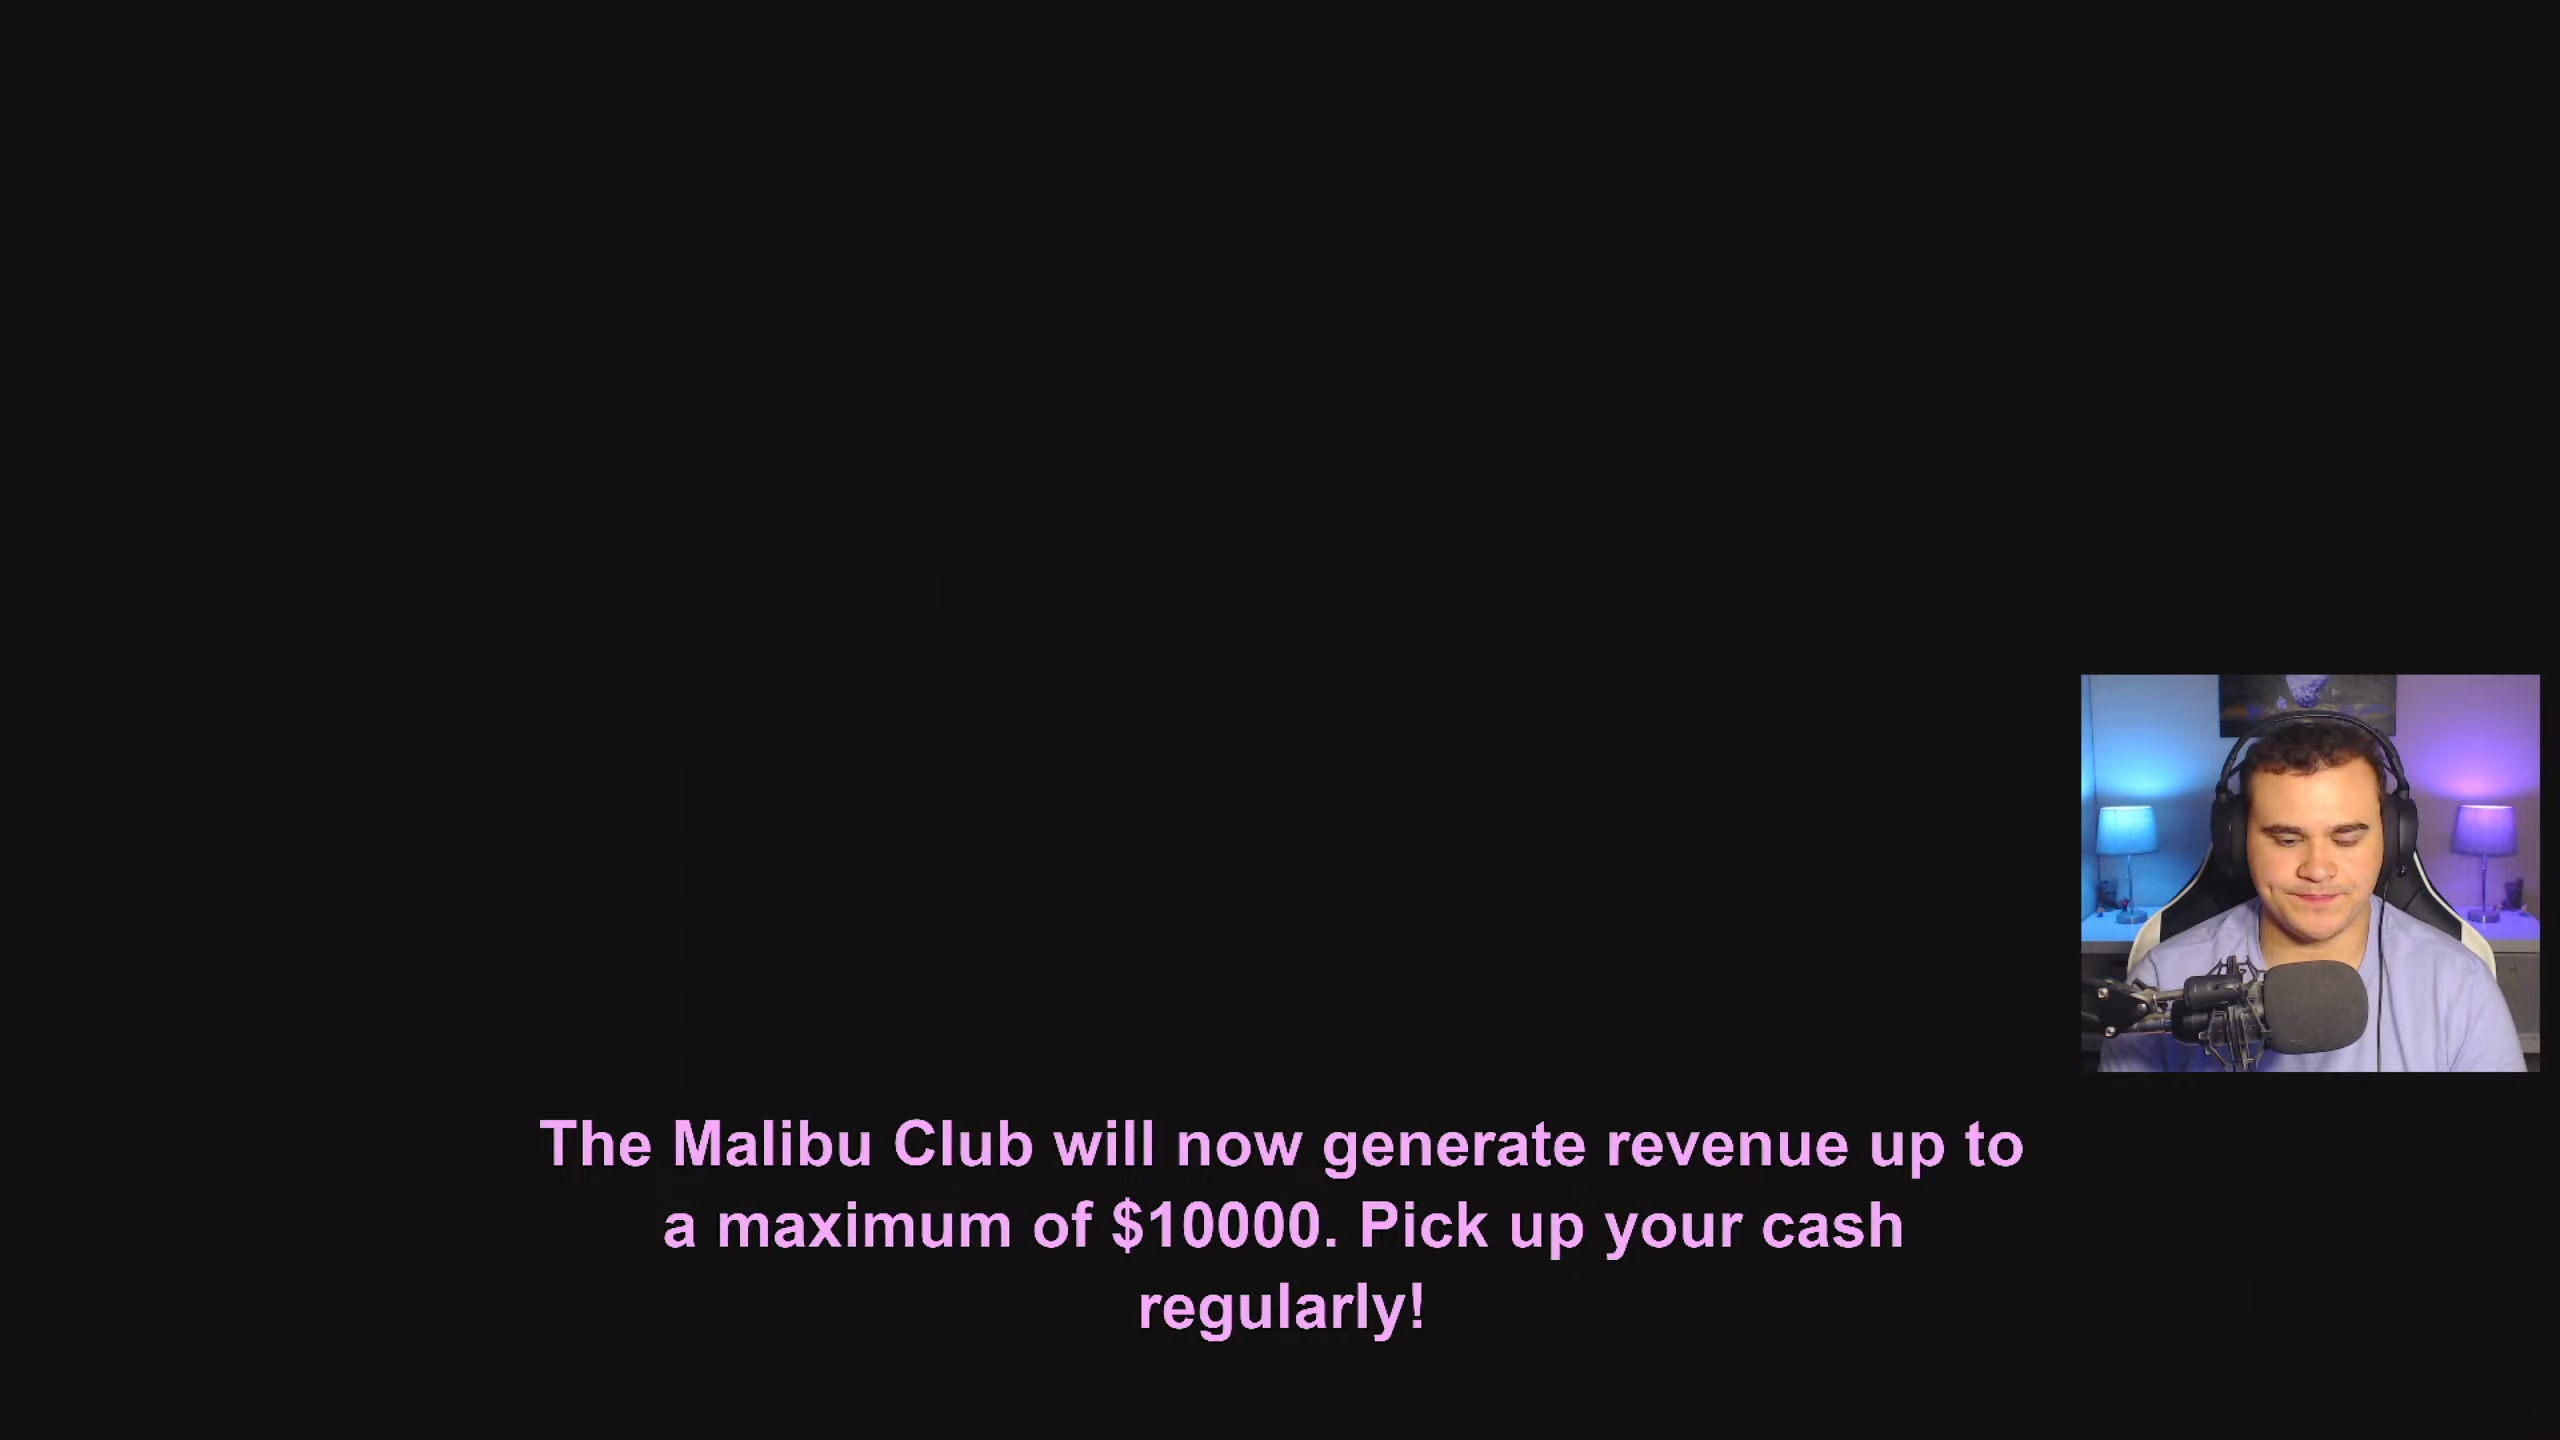 The Malibu Club will now generate revenue up to
a maximum of $10000. Pick up your cash
regularly!